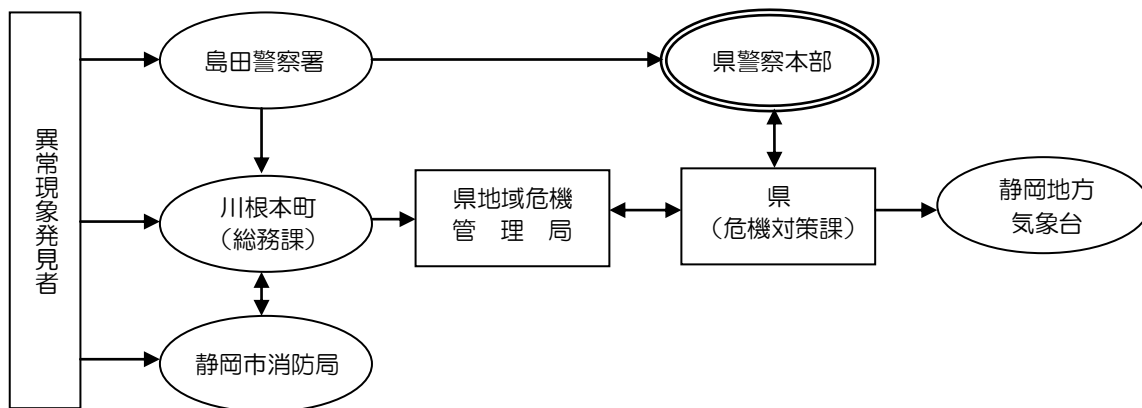 異常現象発見者
島田警察署
県警察本部
川根本町
（総務課）
県地域危機
管　理　局
県
（危機対策課）
静岡地方
気象台
静岡市消防局